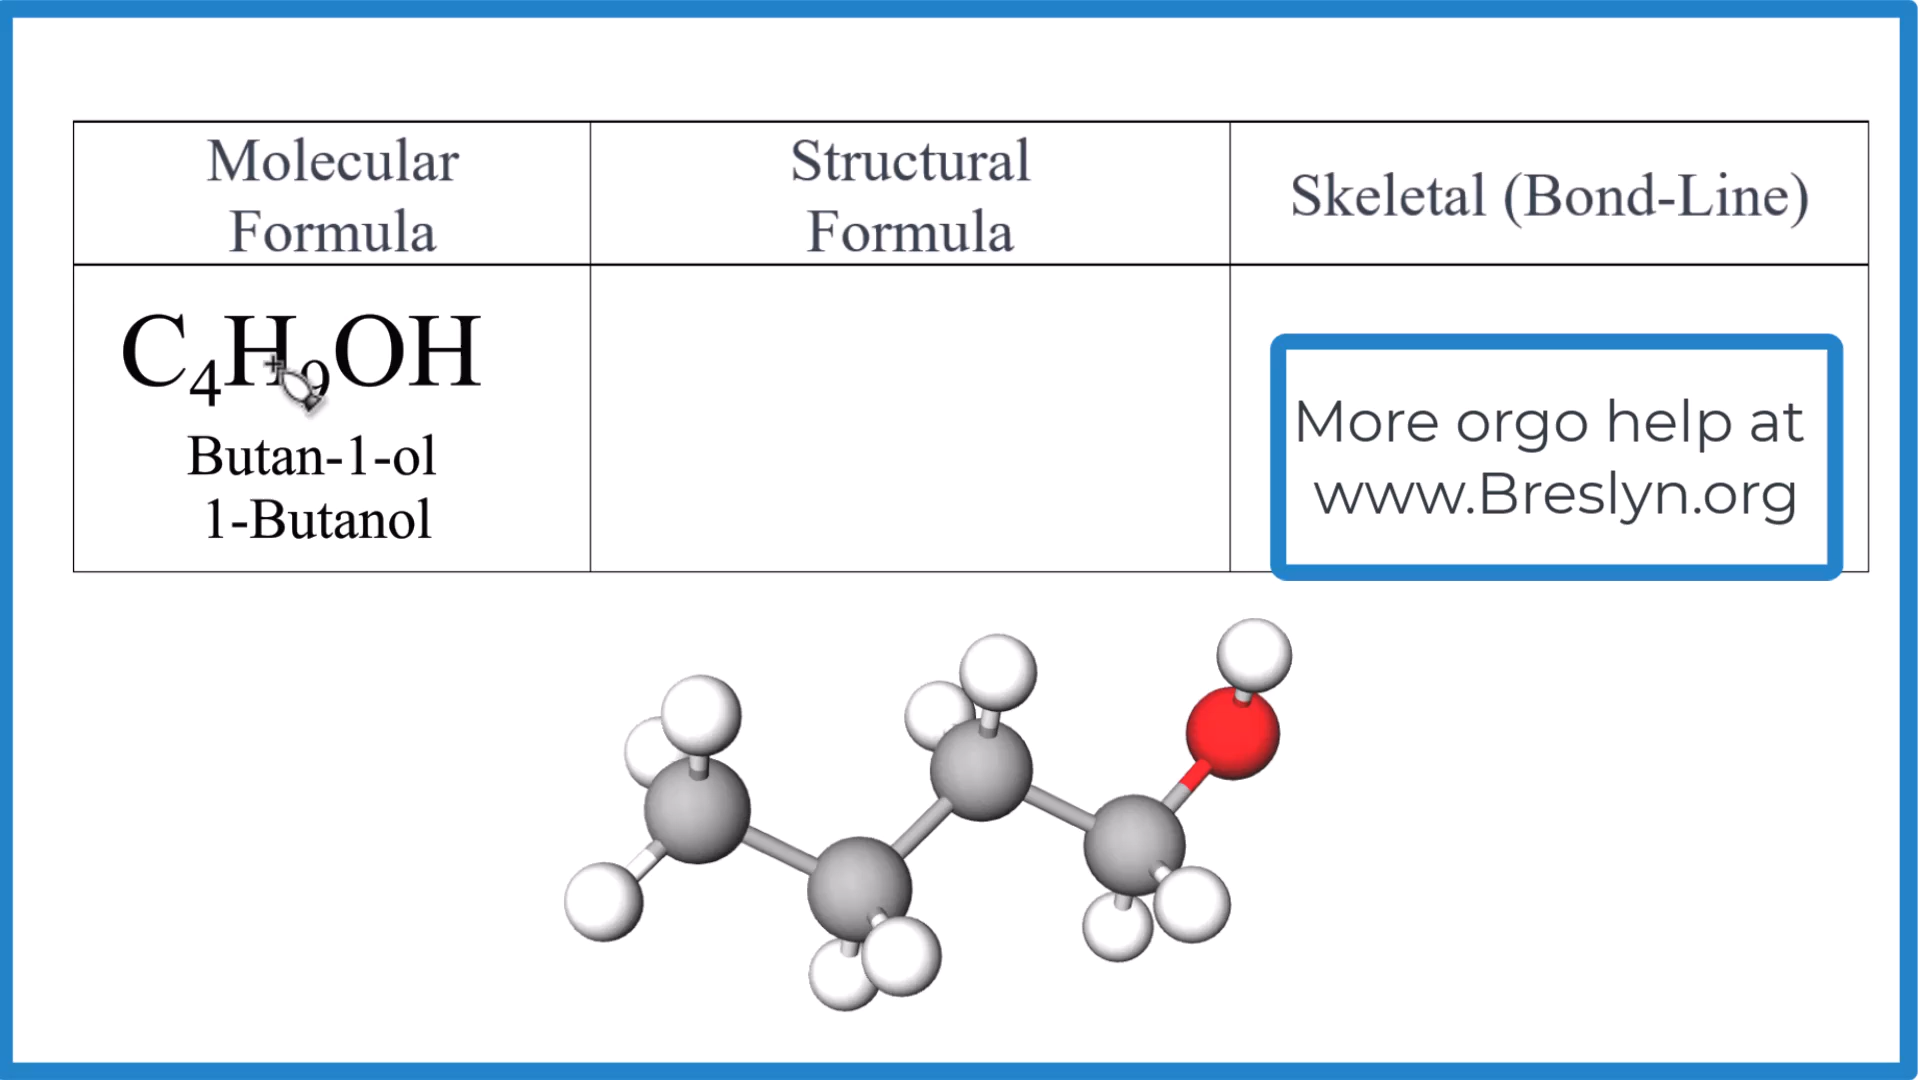 Molecular
Formula
Structural
Formula
Skeletal (Bond-Line)
C₄H₉OH
Butan-1-ol
1-Butanol
More orgo help at
www.Breslyn.org